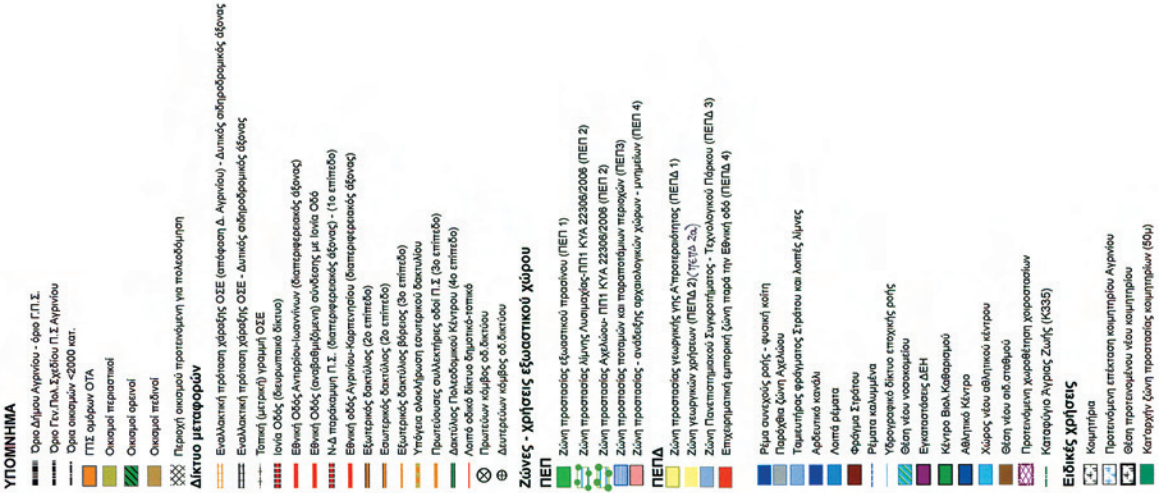 ΥΠΟΜΝΗΜΑ
Όριο Δήμου Αγρινίου - όριο Γ.Π.Σ.
Όριο Γεν.Πολ.Σχεδίου Π.Σ Αγρινίου
Όρια οικισμών <2000 κατ.
ΓΠΣ ομόρων ΟΤΑ
Οικισμοί περιαστικοί
Οικισμοί ορεινοί
Οικισμοί πεδινοί
Περιοχή οικισμού προτεινόμενη για πολεοδόμηση
Δίκτυο μεταφορών
Εναλλακτική πρόταση χάραξης ΟΣΕ (απόφαση Δ. Αγρινίου) - Δυτικός σιδηροδρομικός άξονας
Εναλλακτική πρόταση χάραξης ΟΣΕ - Δυτικός σιδηροδρομικός άξονας
Τοπική (μετρική) γραμμή ΟΣΕ
Ιονία οδός (διευρωπαικό δίκτυο)
Εθνική Οδός Αντιρρίου-Ιωαννίνων (διαπεριφερειακός άξονας)
Εθνική Οδός (αναβαθμιζόμενη) σύνδεσης με Ιονία Οδό
Ν-Δ παράκαμψη Π.Σ. (διαπεριφερειακός άξονας) - (1ο επίπεδο)
Εθνική οδός Αγρινίου-Καρπενησίου (διαπεριφερειακός άξονας)
Εξωτερικός δακτύλιος (2ο επίπεδο)
Εσωτερικός δακτύλιος (2ο επίπεδο)
Εξωτερικός δακτύλιος βόρειος (3ο επίπεδο)
Υπόγεια ολοκλήρωση εσωτερικού δακτυλίου
Πρωτεύουσες συλλεκτήριες οδοί Π.Σ (3ο επίπεδο)
Δακτύλιος Πολεοδομικού Κέντρου (4ο επίπεδο)
Λοιπό οδικό δίκτυο δημοτικό-τοπικό
Πρωτεύων κόμβος οδ.δικτύου
Δευτερεύων κόμβος οδ.δικτύου
Ζώνες - χρήσεις εξωαστικού χώρου
ΠΕΠ
Ζώνη προστασίας εξωαστικού πρασίνου (ΠΕΠ 1)
Ζώνη προστασίας λίμνης Λυσιμαχίας-ΠΠ1 ΚΥΑ 22306/2006 (ΠΕΠ 2)
Ζώνη προστασίας Αχελώου- ΠΠ1 ΚΥΑ 22306/2006 (ΠΕΠ 2)
Ζώνη προστασίας ποταμών και παραποτάμιων περιοχών (ΠΕΠ3)
Ζώνη προστασίας - ανάδειξης αρχαιολογικών χώρων - μνημείων (ΠΕΠ 4)
ΠΕΠΔ
Ζώνη προστασίας γεωργικής γης Α'προτεραιότητας (ΠΕΠΔ 1)
Ζώνη γεωργικών χρήσεων (ΠΕΠΔ 2)(ΠΕΠΔ 2α)
Ζώνη Πανεπιστημιακού Συγκροτήματος - Τεχνολογικού Πάρκου (ΠΕΠΔ 3)
Επιχειρηματική εμπορική ζώνη παρά την Εθνική οδό (ΠΕΠΔ 4)
Ρέμα συνεχούς ροής - φυσική κοίτη
Παρόχθια ζώνη Αχελώου
Ταμιευτήρας φράγματος Στράτου και λοιπές λίμνες
Αρδευτικό κανάλι
Λοιπά ρέματα
Φράγμα Στράτου
Ρέματα καλυμμένα
Υδρογραφικό δίκτυο εποχικής ροής
Θέση νέου νοσοκομείου
Εγκαταστάσεις ΔΕΗ
Κέντρο Βιολ.Καθαρισμού
Αθλητικό Κέντρο
Χώρος νέου αθλητικού κέντρου
Θέση νέου σιδ.σταθμού
Προτεινόμενη χωροθέτηση χοιροστασίων
Καταφύγιο Άγριας Ζωής (Κ35)
Ειδικές χρήσεις
Κοιμητήρια
Προτεινόμενη επέκταση κοιμητηρίου Αγρινίου
Θέση προτεινομένου νέου κοιμητηρίου
Κατ'αρχήν ζώνη προστασίας κοιμητηρίων (50μ)